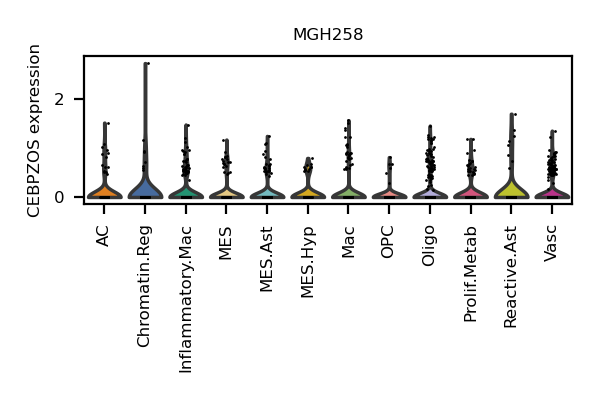 MGH258
CEBPZOS expression
2
0
AC
Chromatin.Reg
Inflammatory.Mac
MES
MES.Ast
MES.Hyp
Mac
OPC
Oligo
Prolif.Metab
Reactive.Ast
Vasc